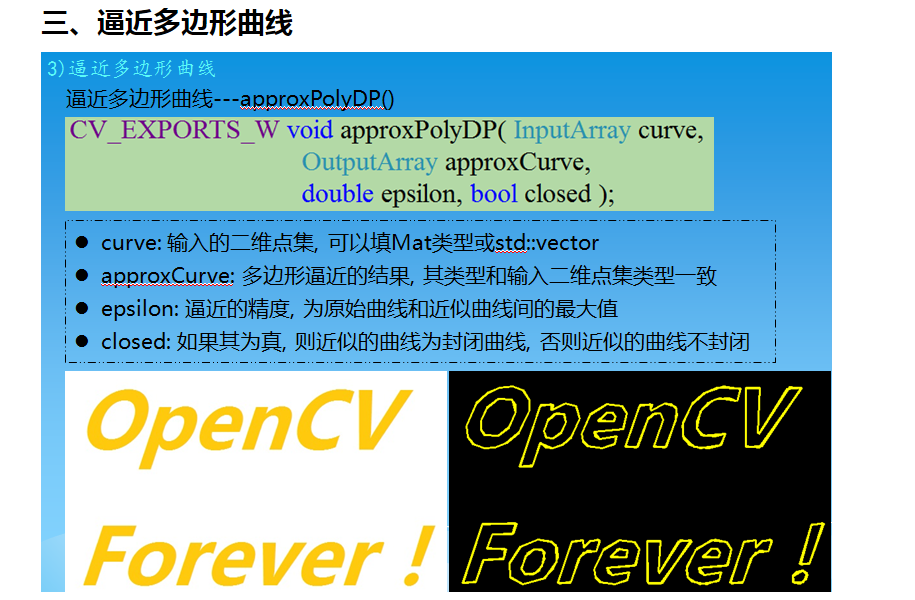 三、逼近多边形曲线
3)逼近多边形曲线
逼近多边形曲线---approxPolyDP()
CV_EXPORTS_W void approxPolyDP( InputArray curve,
OutputArray approxCurve,
double epsilon, bool closed );
● curve: 输入的二维点集, 可以填Mat类型或std::vector
● approxCurve: 多边形逼近的结果, 其类型和输入二维点集类型一致
● epsilon: 逼近的精度, 为原始曲线和近似曲线间的最大值
● closed: 如果其为真, 则近似的曲线为封闭曲线, 否则近似的曲线不封闭
OpenCV OpenCV
Forever ! Forever !